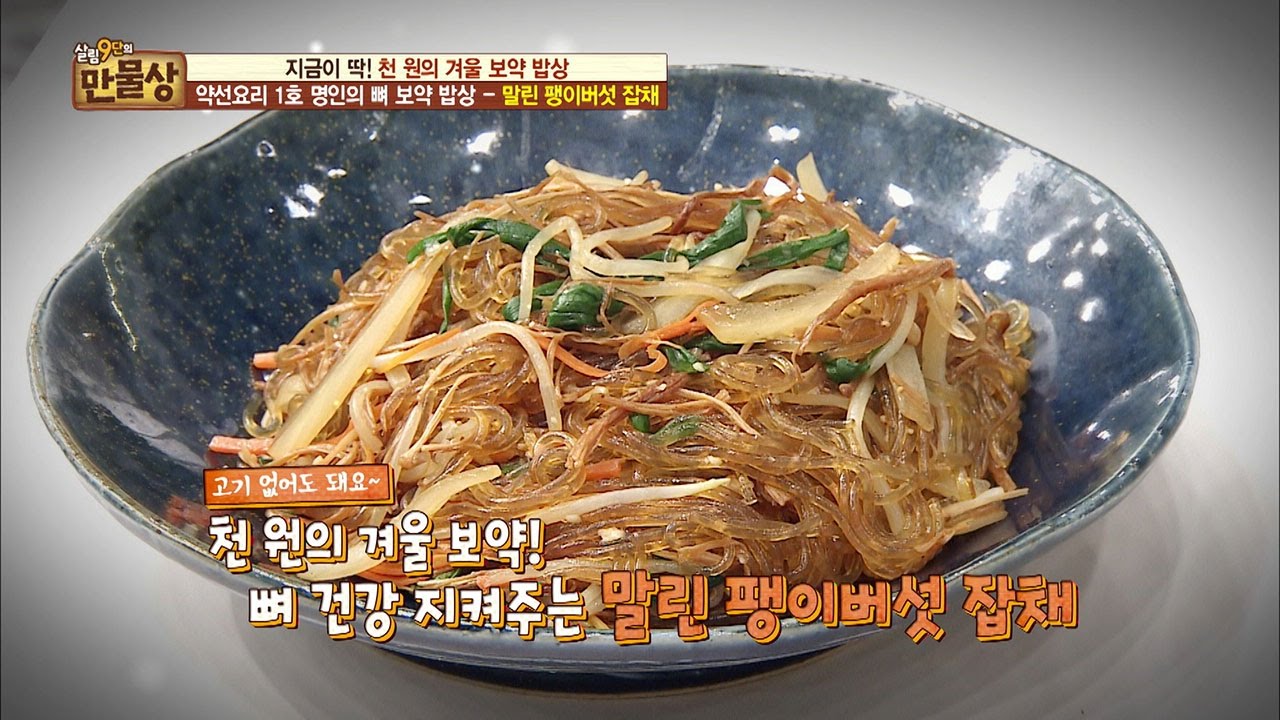 살림9단의
만물상
지금이 딱! 천 원의 겨울 보약 밥상
약선요리 1호 명인의 뼈 보약 밥상 - 말린 팽이버섯 잡채
고기 없어도 돼요~
천 원의 겨울 보약!
뼈 건강 지켜주는 말린 팽이버섯 잡채